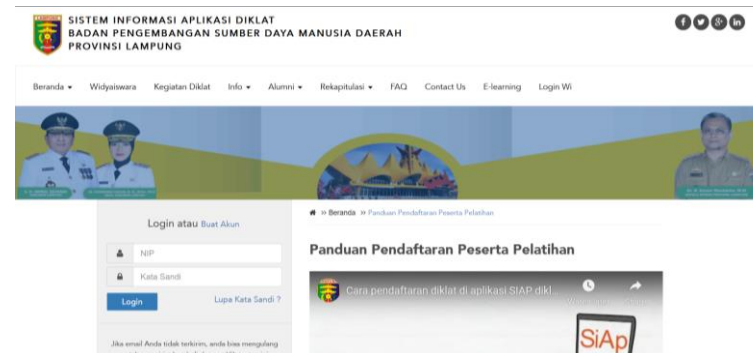 SISTEM INFORMASI APLIKASI DIKLAT
BADAN PENGEMBANGAN SUMBER DAYA MANUSIA DAERAH
PROVINSI LAMPUNG
Beranda Widyaiswara Kegiatan Diklat Info Alumni Rekapitulasi FAQ Contact Us E-learning Login Wi
Login atau Buat Akun
NIP
Kata Sandi
Login Lupa Kata Sandi ?
Jika email Anda tidak terkirim, anda bisa mengulang
» Beranda » Panduan Pendaftaran Peserta Pelatihan
Panduan Pendaftaran Peserta Pelatihan
Cara pendaftaran diklat di aplikasi SIAP dikl...
SiAp